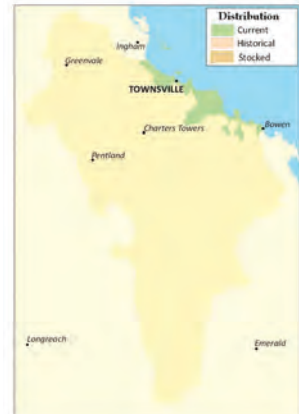 Distribution
Current
Historical
Stocked
Ingham
Greenvale
TOWNSVILLE
Charters Towers
Bowen
Pentland
Longreach
Emerald